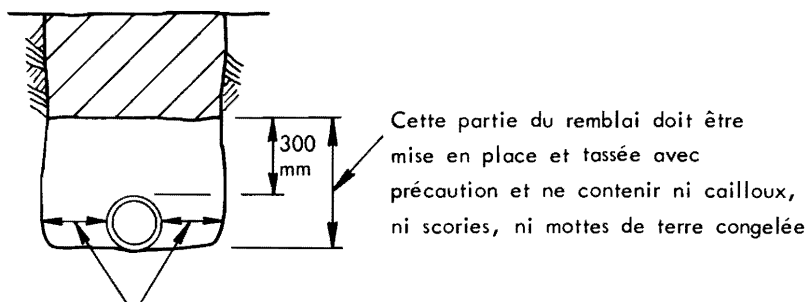 300
mm
Cette partie du remblai doit être
mise en place et tassée avec
précaution et ne contenir ni cailloux,
ni scories, ni mottes de terre congelée